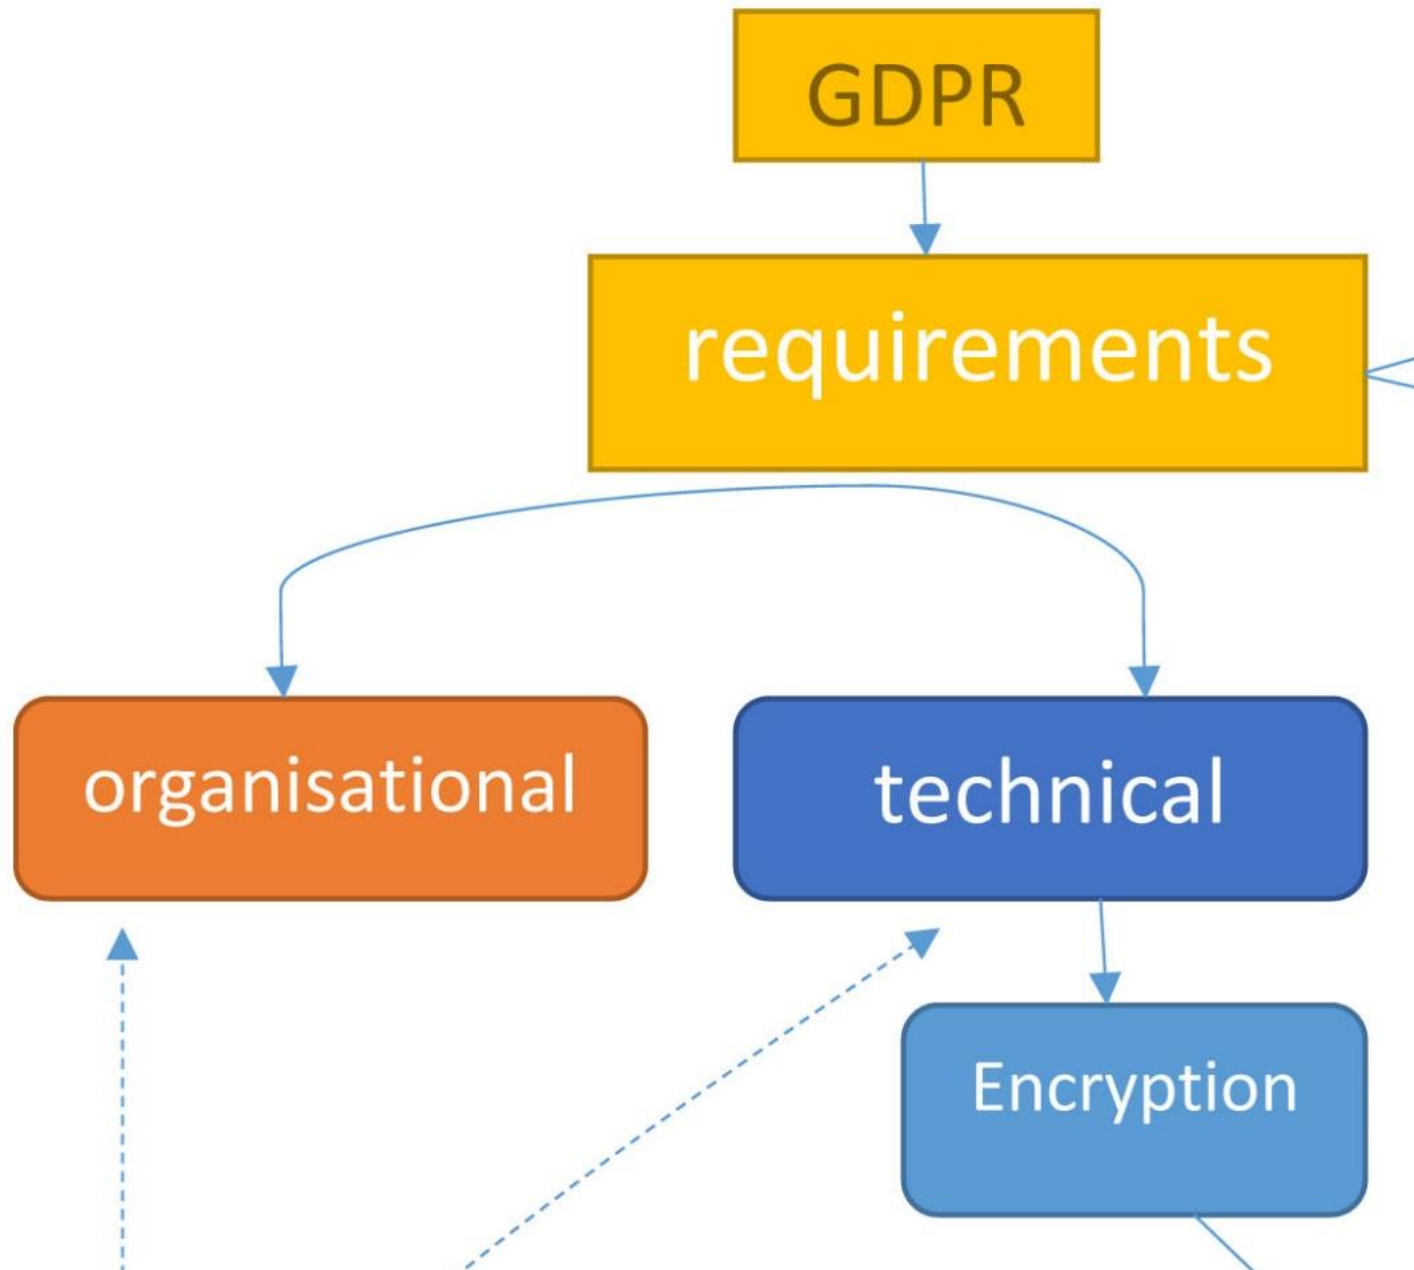 GDPR
requirements
organisational
technical
Encryption